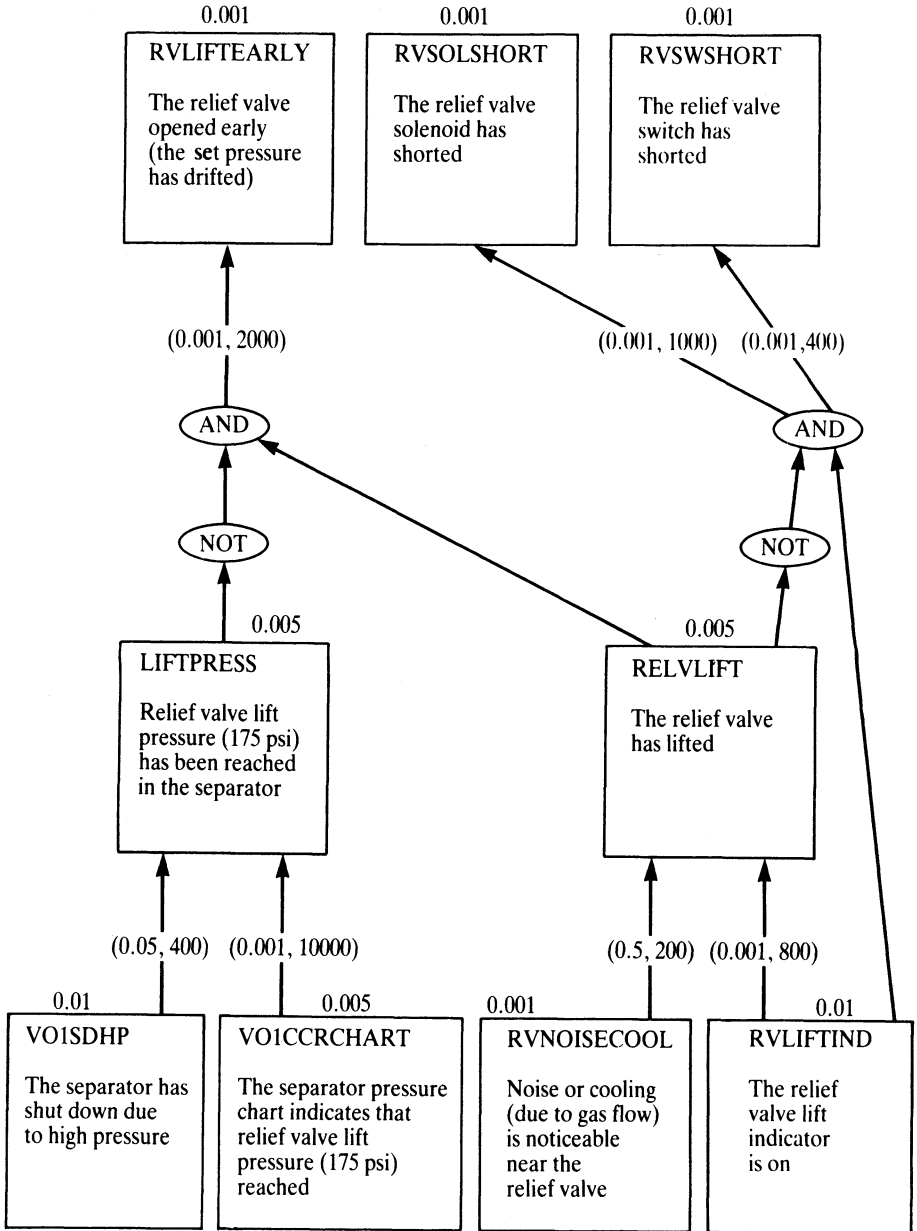 0.001
0.001
0.001
RVLIFTEARLY
The relief valve
opened early
(the set pressure
has drifted)
RVSOLSHORT
The relief valve
solenoid has
shorted
RVSWSHORT
The relief valve
switch has
shorted
(0.001, 2000)
(0.001, 1000)
(0.001,400)
AND
AND
NOT
NOT
0.005
LIFTPRESS
Relief valve lift
pressure (175 psi)
has been reached
in the separator
0.005
RELVLIFT
The relief valve
has lifted
(0.05, 400)
(0.001, 10000)
(0.5, 200)
(0.001, 800)
0.01
VO1SDHP
The separator has
shut down due
to high pressure
0.005
VO1CCRCHART
The separator pressure
chart indicates that
relief valve lift
pressure (175 psi)
reached
0.001
RVNOISECOOL
Noise or cooling
(due to gas flow)
is noticeable
near the
relief valve
0.01
RVLIFTIND
The relief
valve lift
indicator
is on